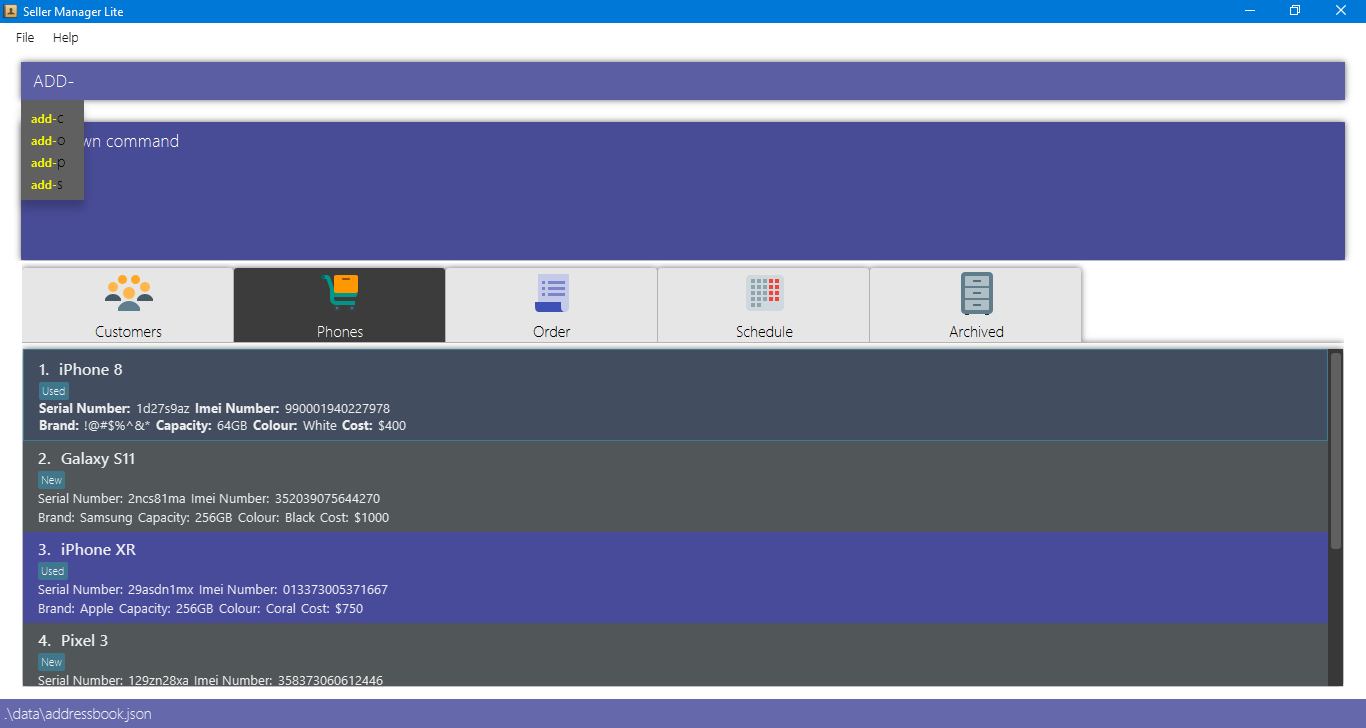 Seller Manager Lite
File Help
ADD-
add-c
add-o
add-p
add-s
wn command
Customers
Phones
Order
Schedule
Archived
1. iPhone 8
Used
Serial Number: 1d27s9az Imei Number: 990001940227978
Brand: !@#$%^&* Capacity: 64GB Colour: White Cost: $400
2. Galaxy S11
New
Serial Number: 2ncs81ma Imei Number: 352039075644270
Brand: Samsung Capacity: 256GB Colour: Black Cost: $1000
3. iPhone XR
Used
Serial Number: 29asdn1mx Imei Number: 013373005371667
Brand: Apple Capacity: 256GB Colour: Coral Cost: $750
4. Pixel 3
New
Serial Number: 129zn28xa Imei Number: 358373060612446
.\data\addressbook.json